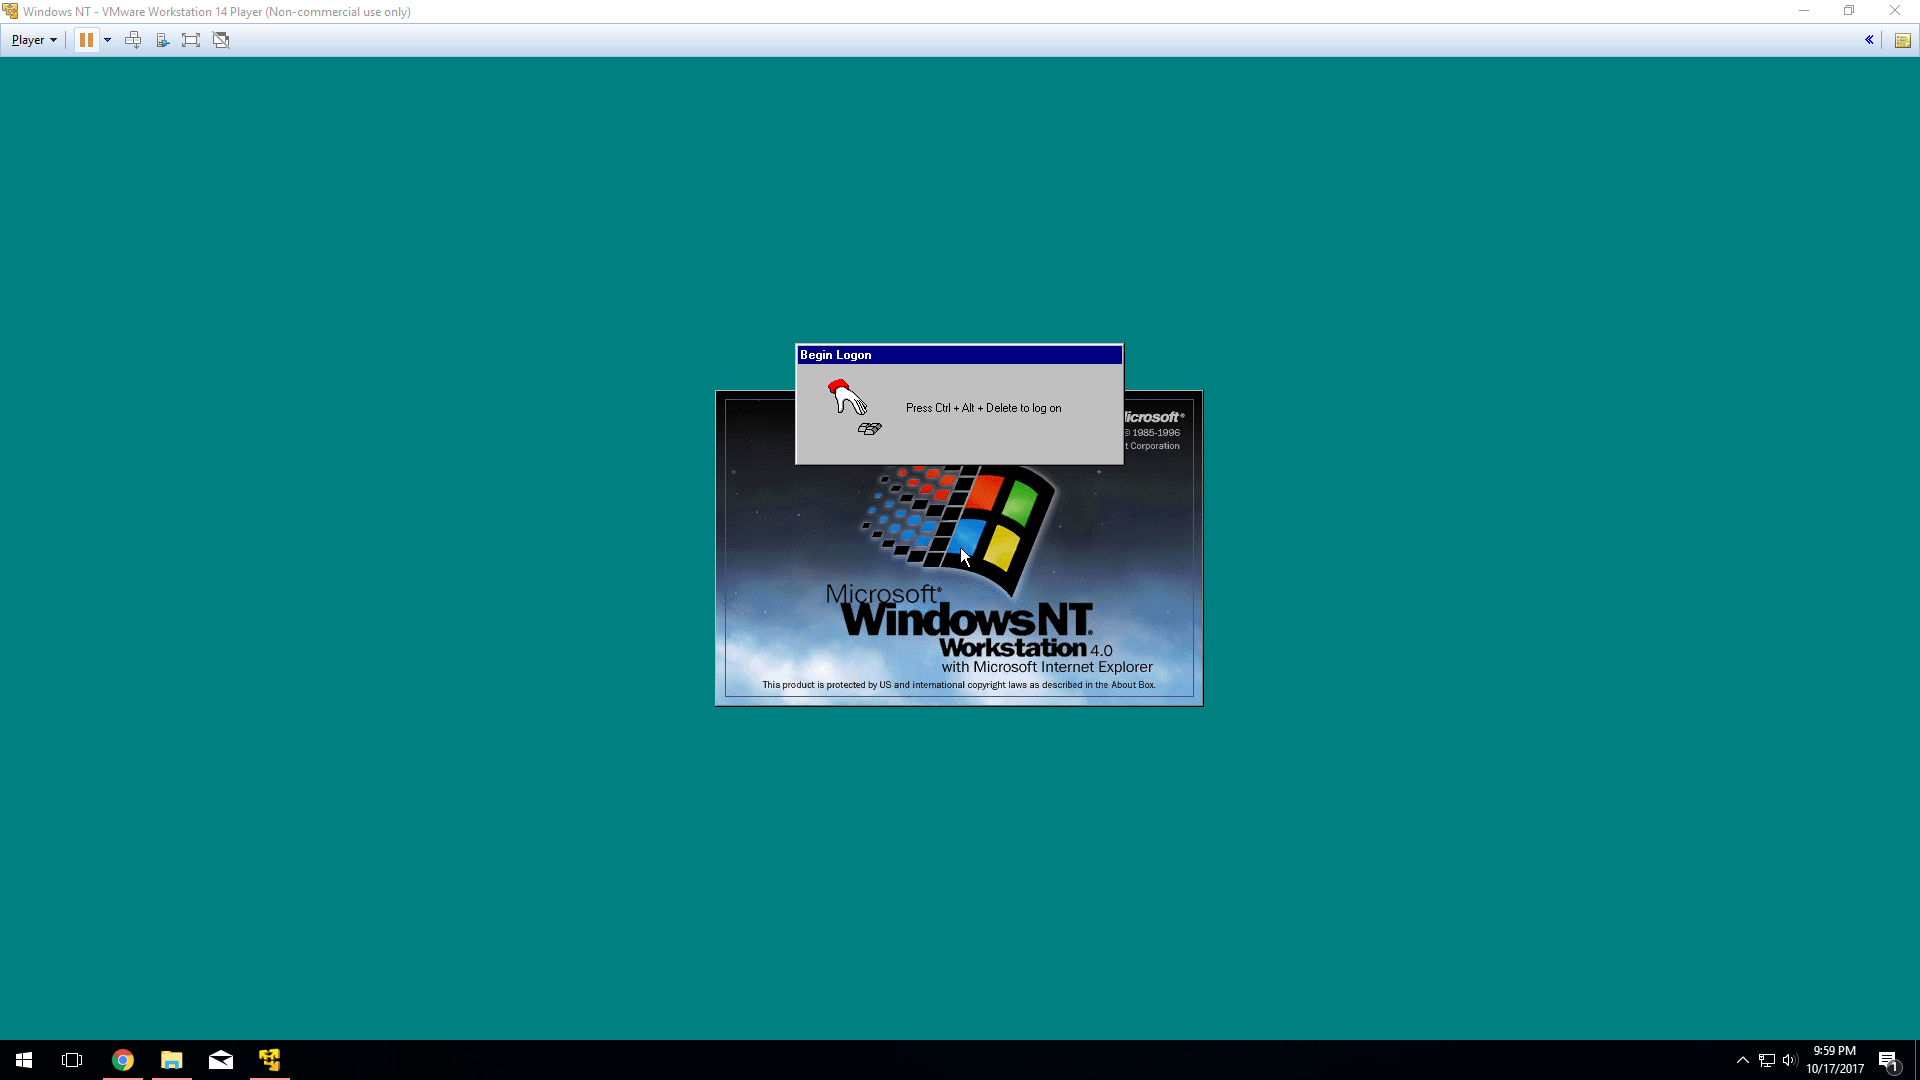 Windows NT - VMware Workstation 14 Player (Non-commercial use only)
Player
Begin Logon
Press Ctrl + Alt + Delete to log on
icrosoft®
© 1985-1996
t Corporation
Microsoft®
WindowsNT®
Workstation 4.0
with Microsoft Internet Explorer
This product is protected by US and international copyright laws as described in the About Box.
9:59 PM
10/17/2017
1